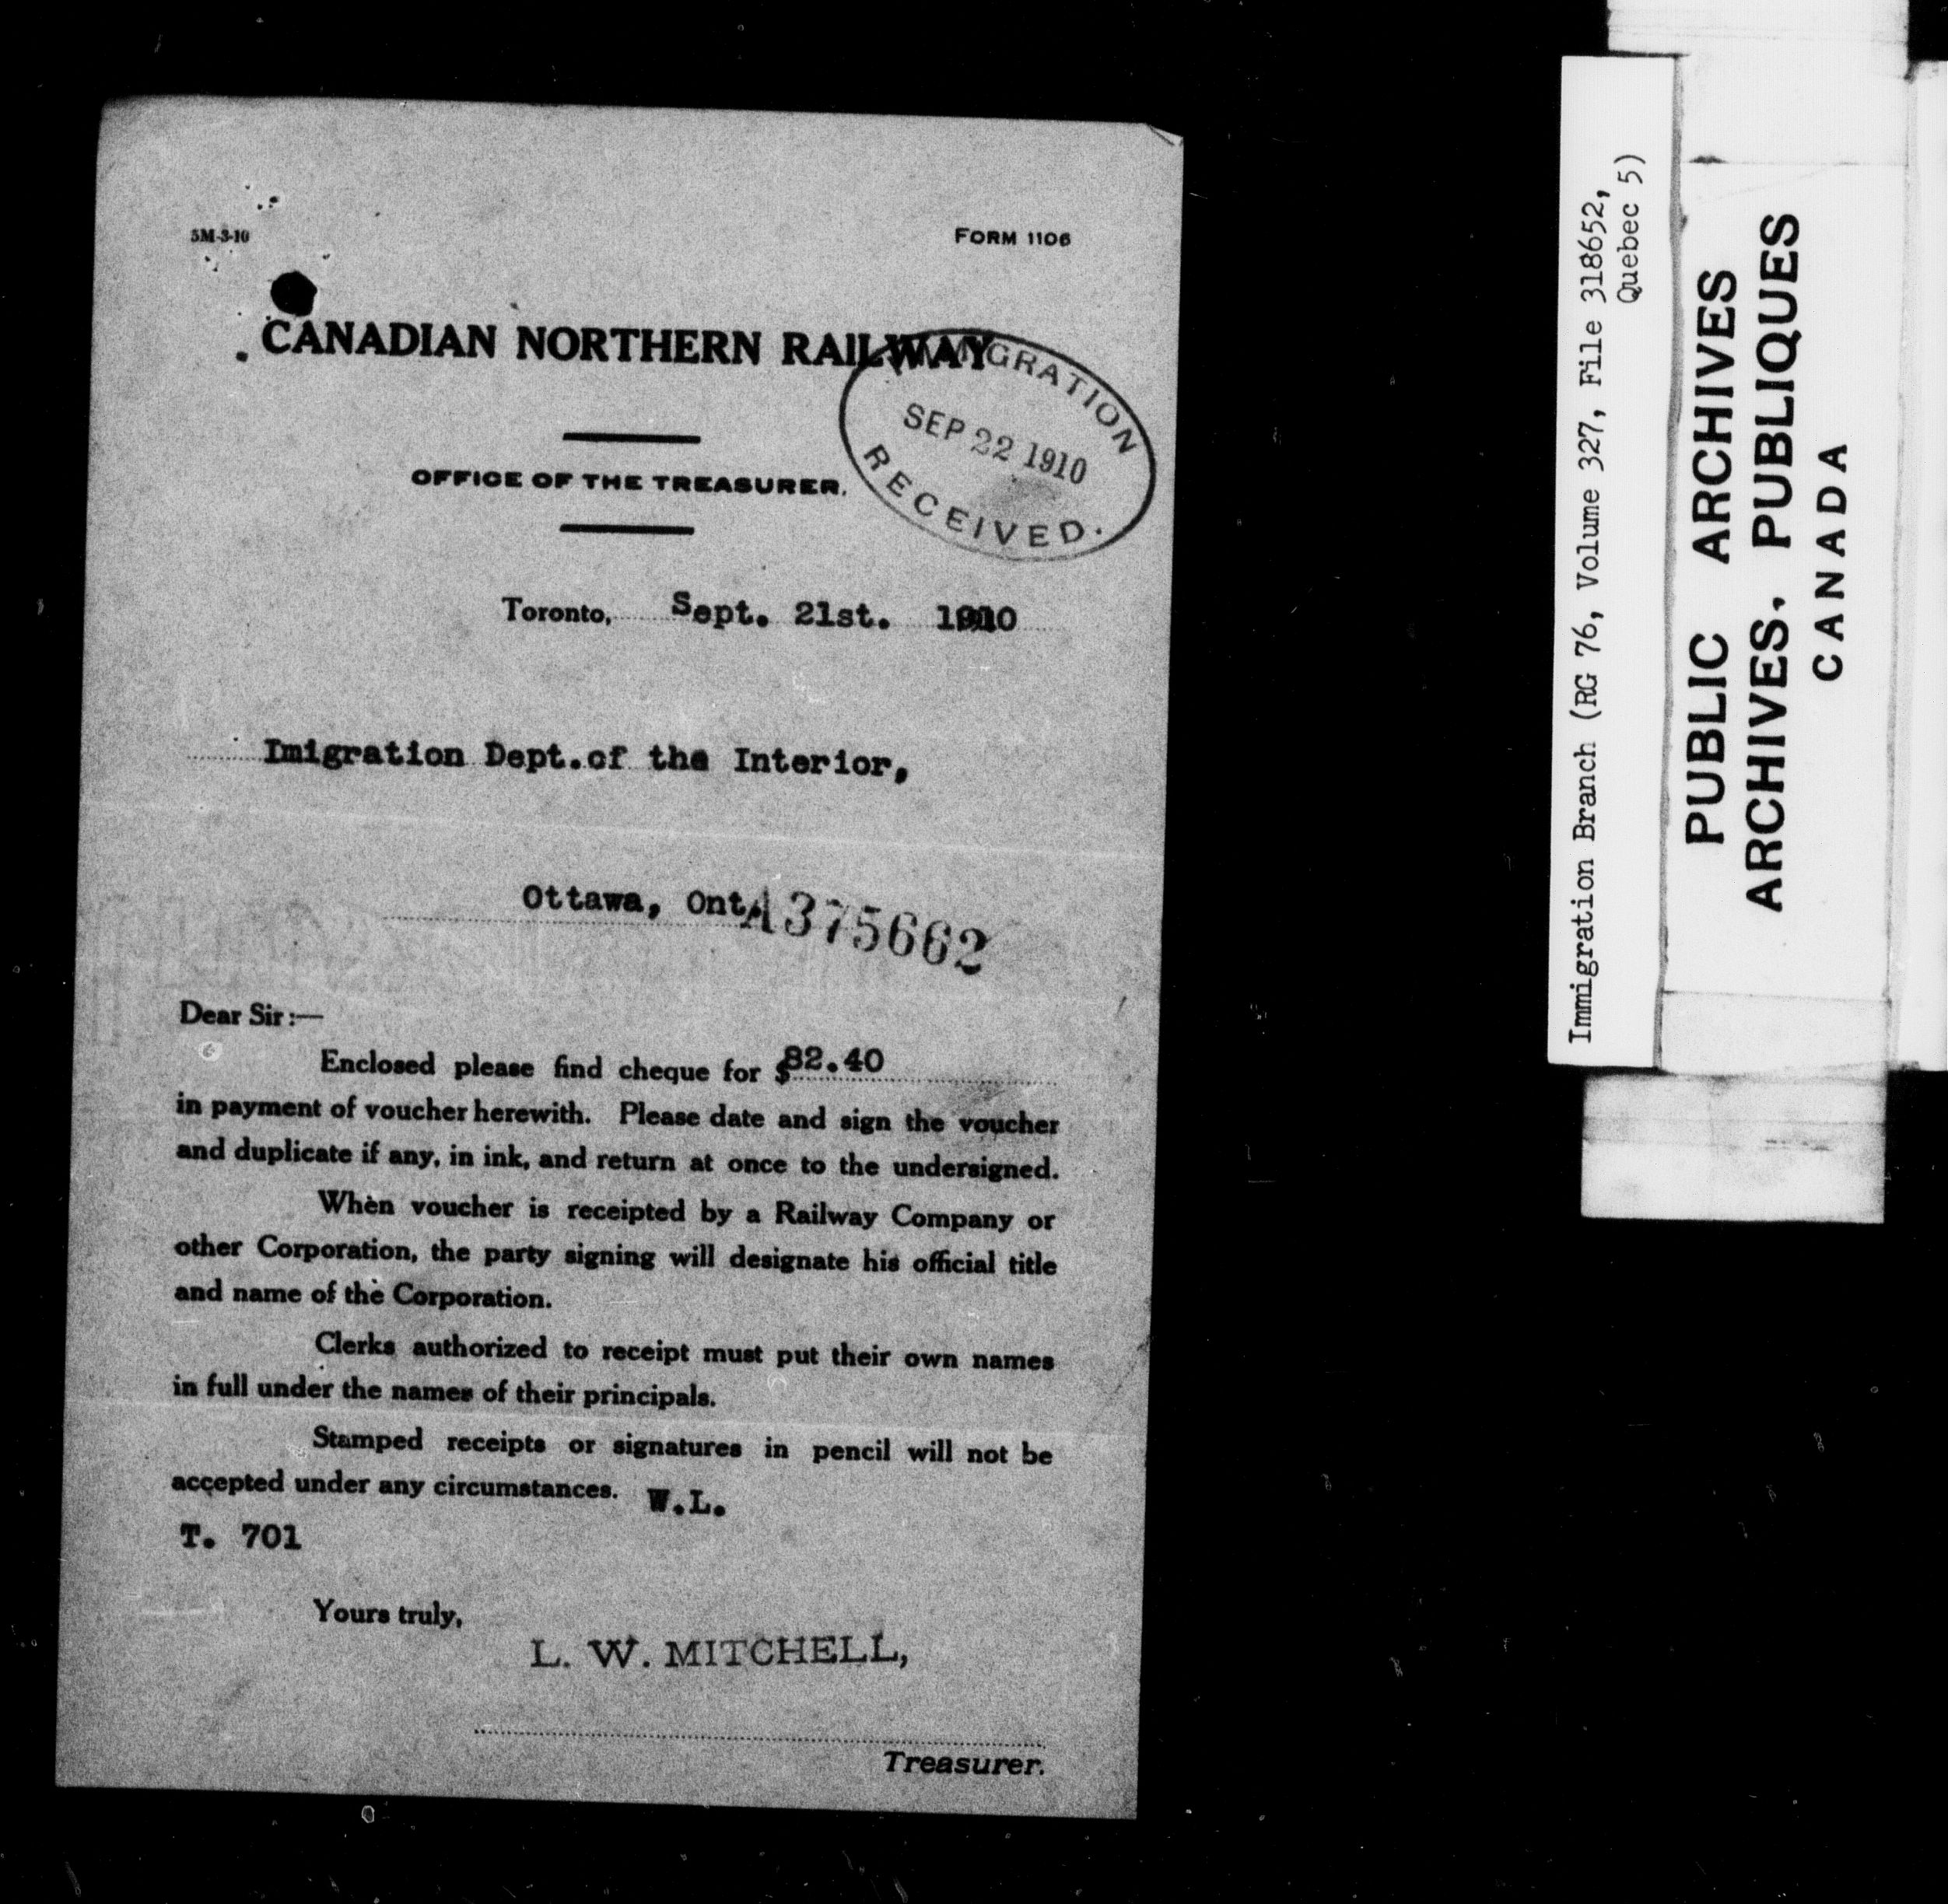 5M-3-10
FORM 1106
CANADIAN NORTHERN RAILWAY
IMMIGRATION
SEP 22 1910
RECEIVED.
OFFICE OF THE TREASURER.
Toronto, Sept. 21st. 1910
Imigration Dept.of the Interior,
Ottawa, Ont.
A375662
Dear Sir:—
Enclosed please find cheque for $82.40
in payment of voucher herewith. Please date and sign the voucher
and duplicate if any, in ink, and return at once to the undersigned.
When voucher is receipted by a Railway Company or
other Corporation, the party signing will designate his official title
and name of the Corporation.
Clerks authorized to receipt must put their own names
in full under the names of their principals.
Stamped receipts or signatures in pencil will not be
accepted under any circumstances. W.L.
T. 701
Yours truly,
L. W. MITCHELL,
Treasurer.
Immigration Branch (RG 76, Volume 327, File 318652,
Quebec 5)
PUBLIC ARCHIVES
ARCHIVES. PUBLIQUES
CANADA